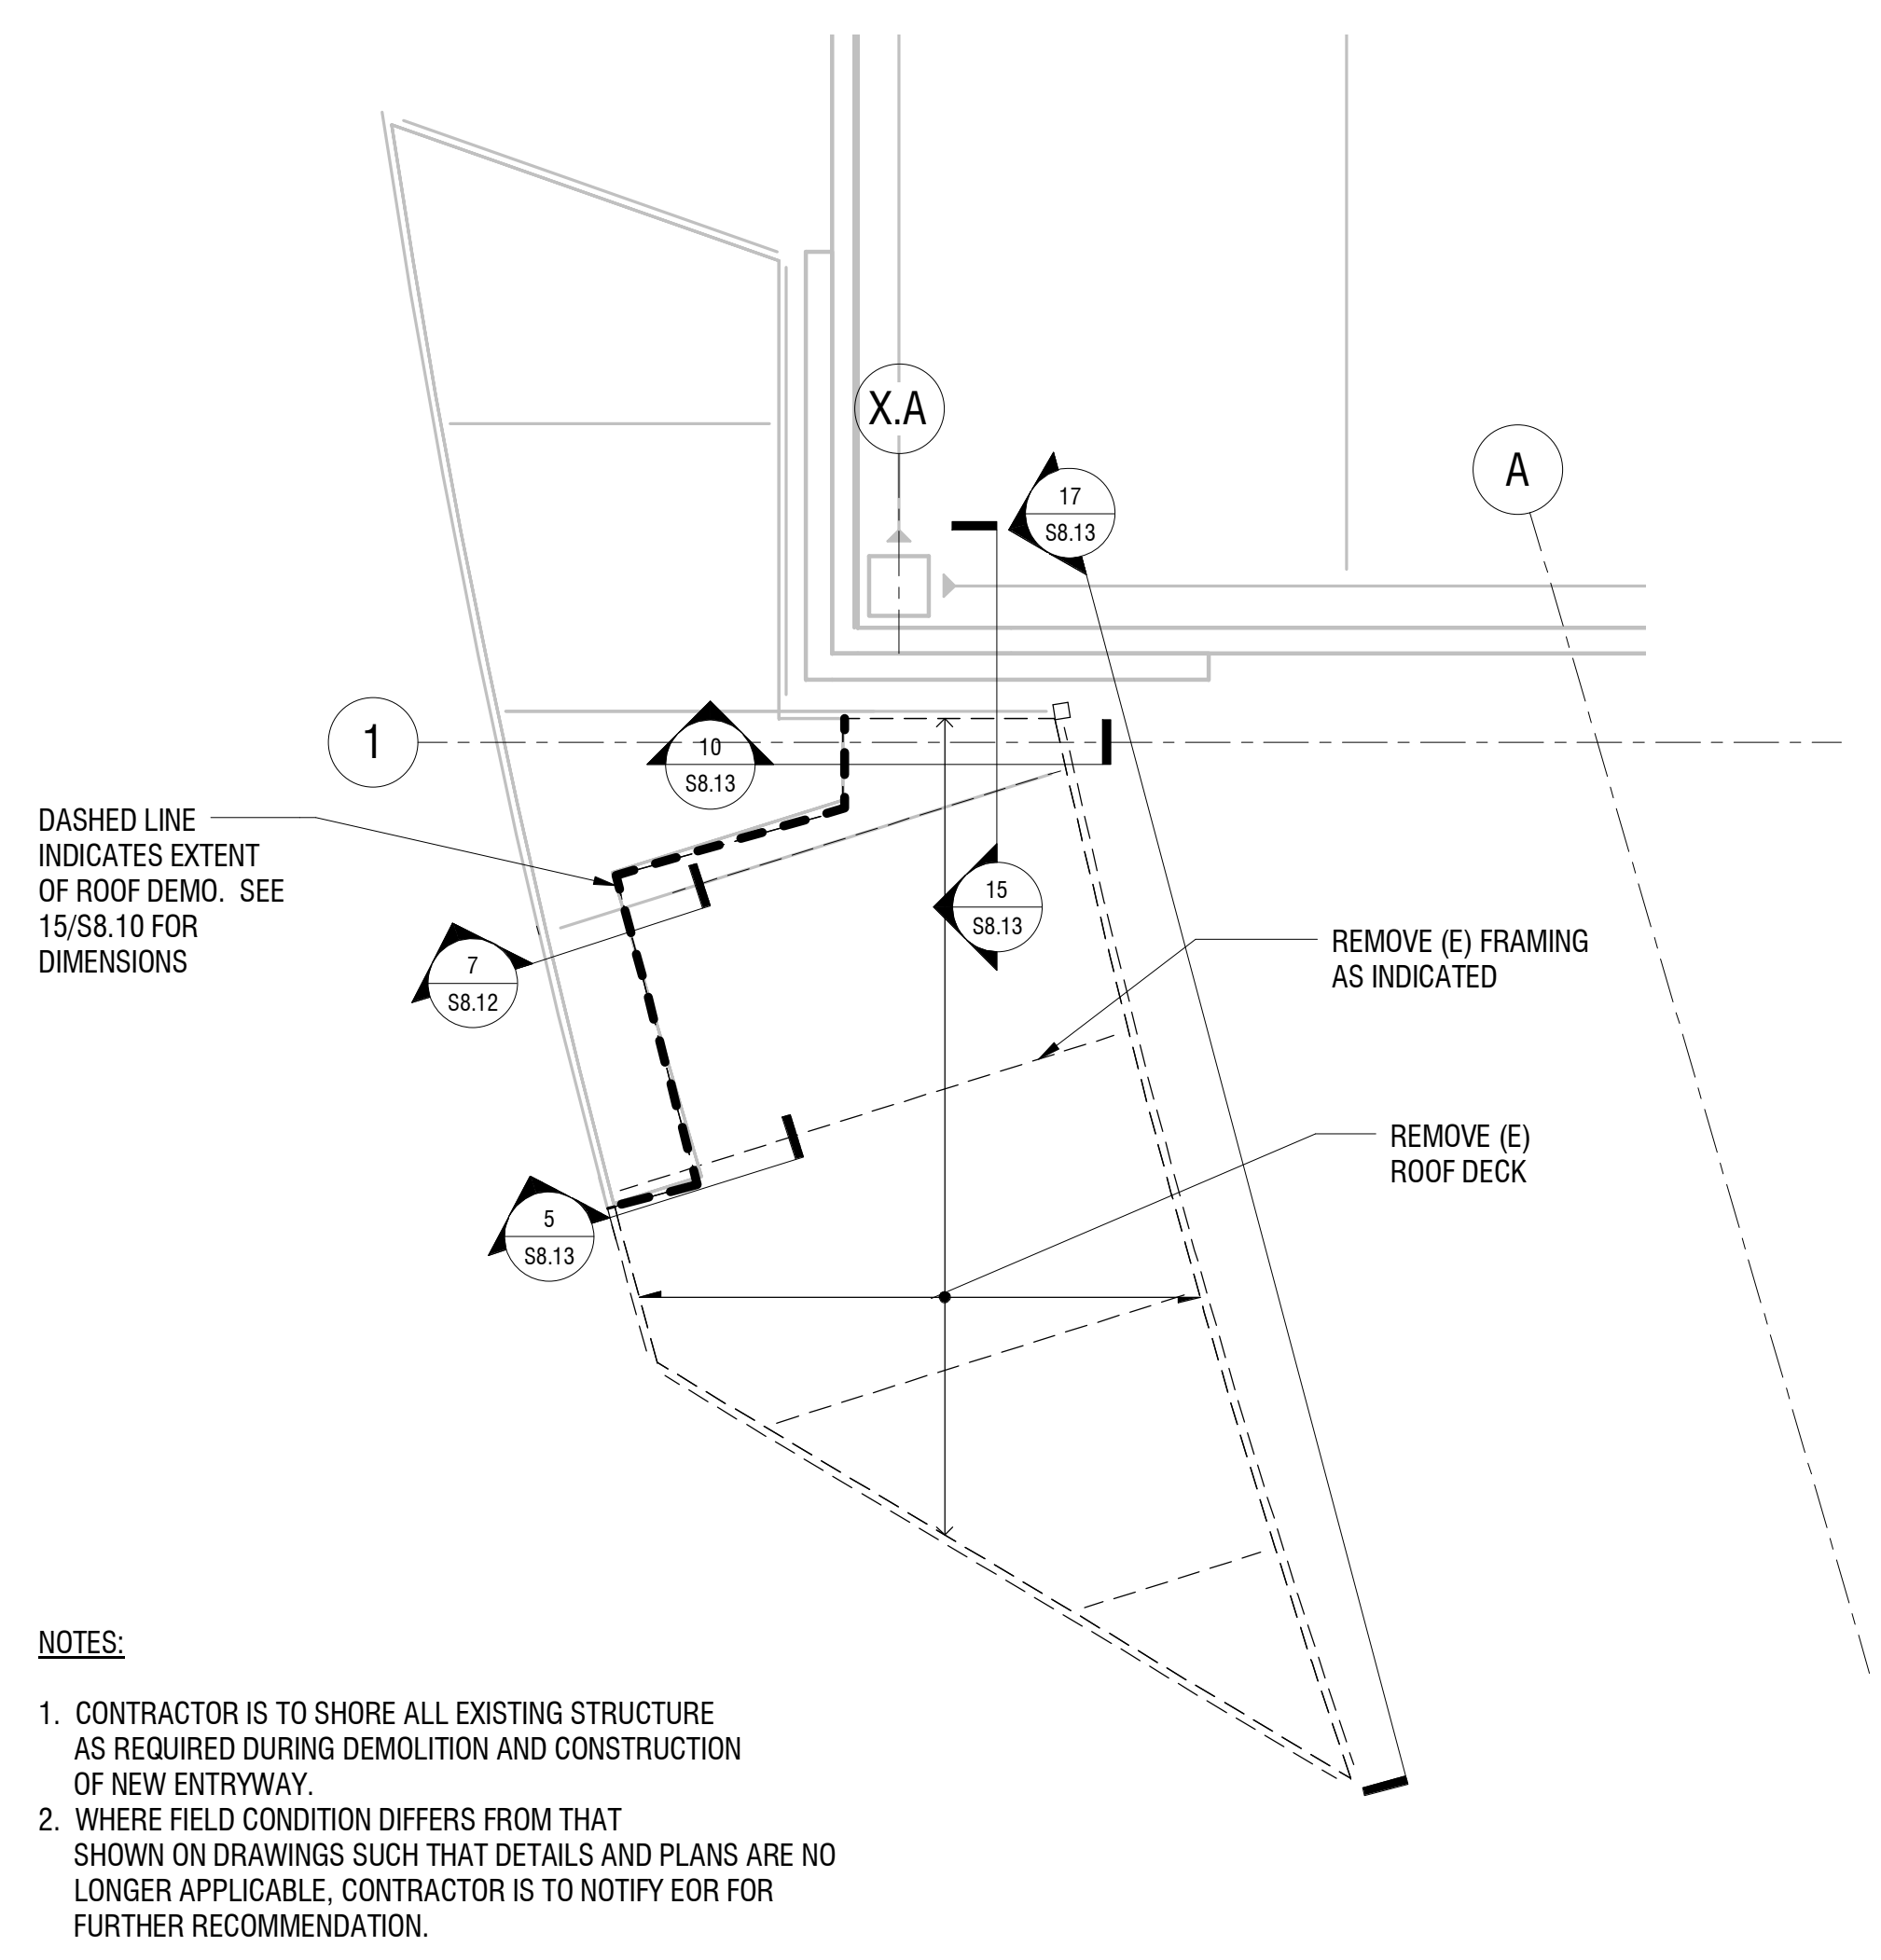 X.A
A
17
S8.13
1
10
S8.13
DASHED LINE
INDICATES EXTENT
OF ROOF DEMO. SEE
15/S8.10 FOR
DIMENSIONS
15
S8.13
7
S8.12
REMOVE (E) FRAMING
AS INDICATED
REMOVE (E)
ROOF DECK
5
S8.13
NOTES:
1. CONTRACTOR IS TO SHORE ALL EXISTING STRUCTURE
AS REQUIRED DURING DEMOLITION AND CONSTRUCTION
OF NEW ENTRYWAY.
2. WHERE FIELD CONDITION DIFFERS FROM THAT
SHOWN ON DRAWINGS SUCH THAT DETAILS AND PLANS ARE NO
LONGER APPLICABLE, CONTRACTOR IS TO NOTIFY EOR FOR
FURTHER RECOMMENDATION.